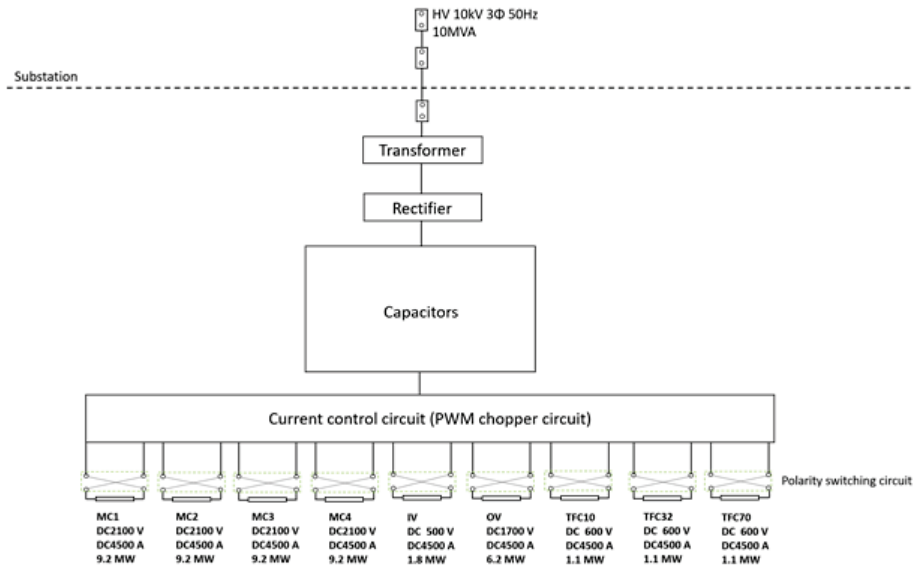 HV 10kV 3Φ 50Hz
10MVA
Substation
Transformer
Rectifier
Capacitors
Current control circuit (PWM chopper circuit)
Polarity switching circuit
MC1
DC2100 V
DC4500 A
9.2 MW
MC2
DC2100 V
DC4500 A
9.2 MW
MC3
DC2100 V
DC4500 A
9.2 MW
MC4
DC2100 V
DC4500 A
9.2 MW
IV
DC 500 V
DC4500 A
1.8 MW
OV
DC1700 V
DC4500 A
6.2 MW
TFC10
DC 600 V
DC4500 A
1.1 MW
TFC32
DC 600 V
DC4500 A
1.1 MW
TFC70
DC 600 V
DC4500 A
1.1 MW